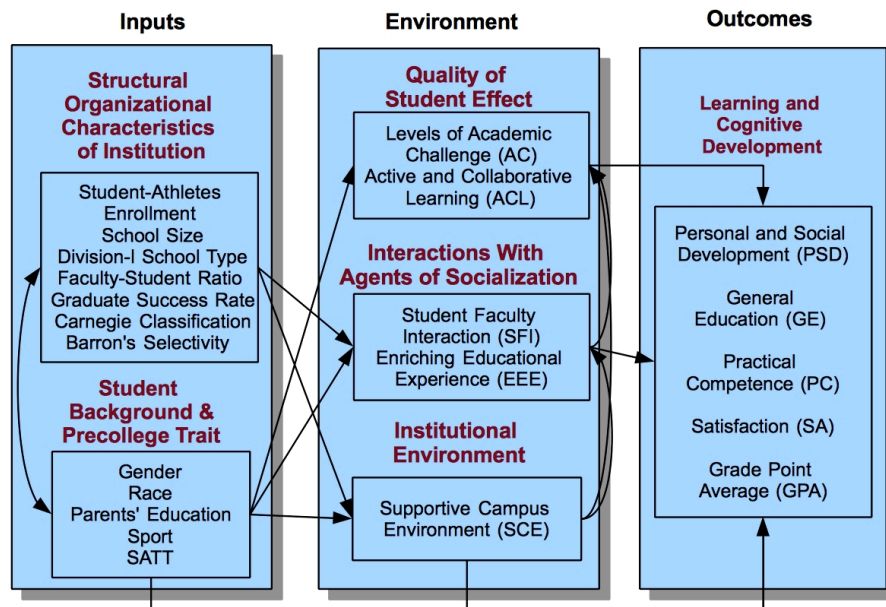 Inputs
Structural
Organizational
Characteristics
of Institution
Student-Athletes
Enrollment
School Size
Division-I School Type
Faculty-Student Ratio
Graduate Success Rate
Carnegie Classification
Barron's Selectivity
Student
Background &
Precollege Trait
Gender
Race
Parents' Education
Sport
SATT
Environment
Quality of
Student Effect
Levels of Academic
Challenge (AC)
Active and Collaborative
Learning (ACL)
Interactions With
Agents of Socialization
Student Faculty
Interaction (SFI)
Enriching Educational
Experience (EEE)
Institutional
Environment
Supportive Campus
Environment (SCE)
Outcomes
Learning and
Cognitive
Development
Personal and Social
Development (PSD)
General
Education (GE)
Practical
Competence (PC)
Satisfaction (SA)
Grade Point
Average (GPA)